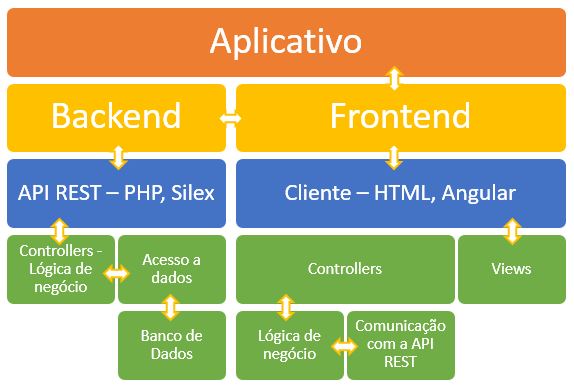 Aplicativo
Backend
Frontend
API REST – PHP, Silex
Cliente – HTML, Angular
Controllers -
Lógica de
negócio
Acesso a
dados
Controllers
Views
Banco de
Dados
Lógica de
negócio
Comunicação
com a API
REST